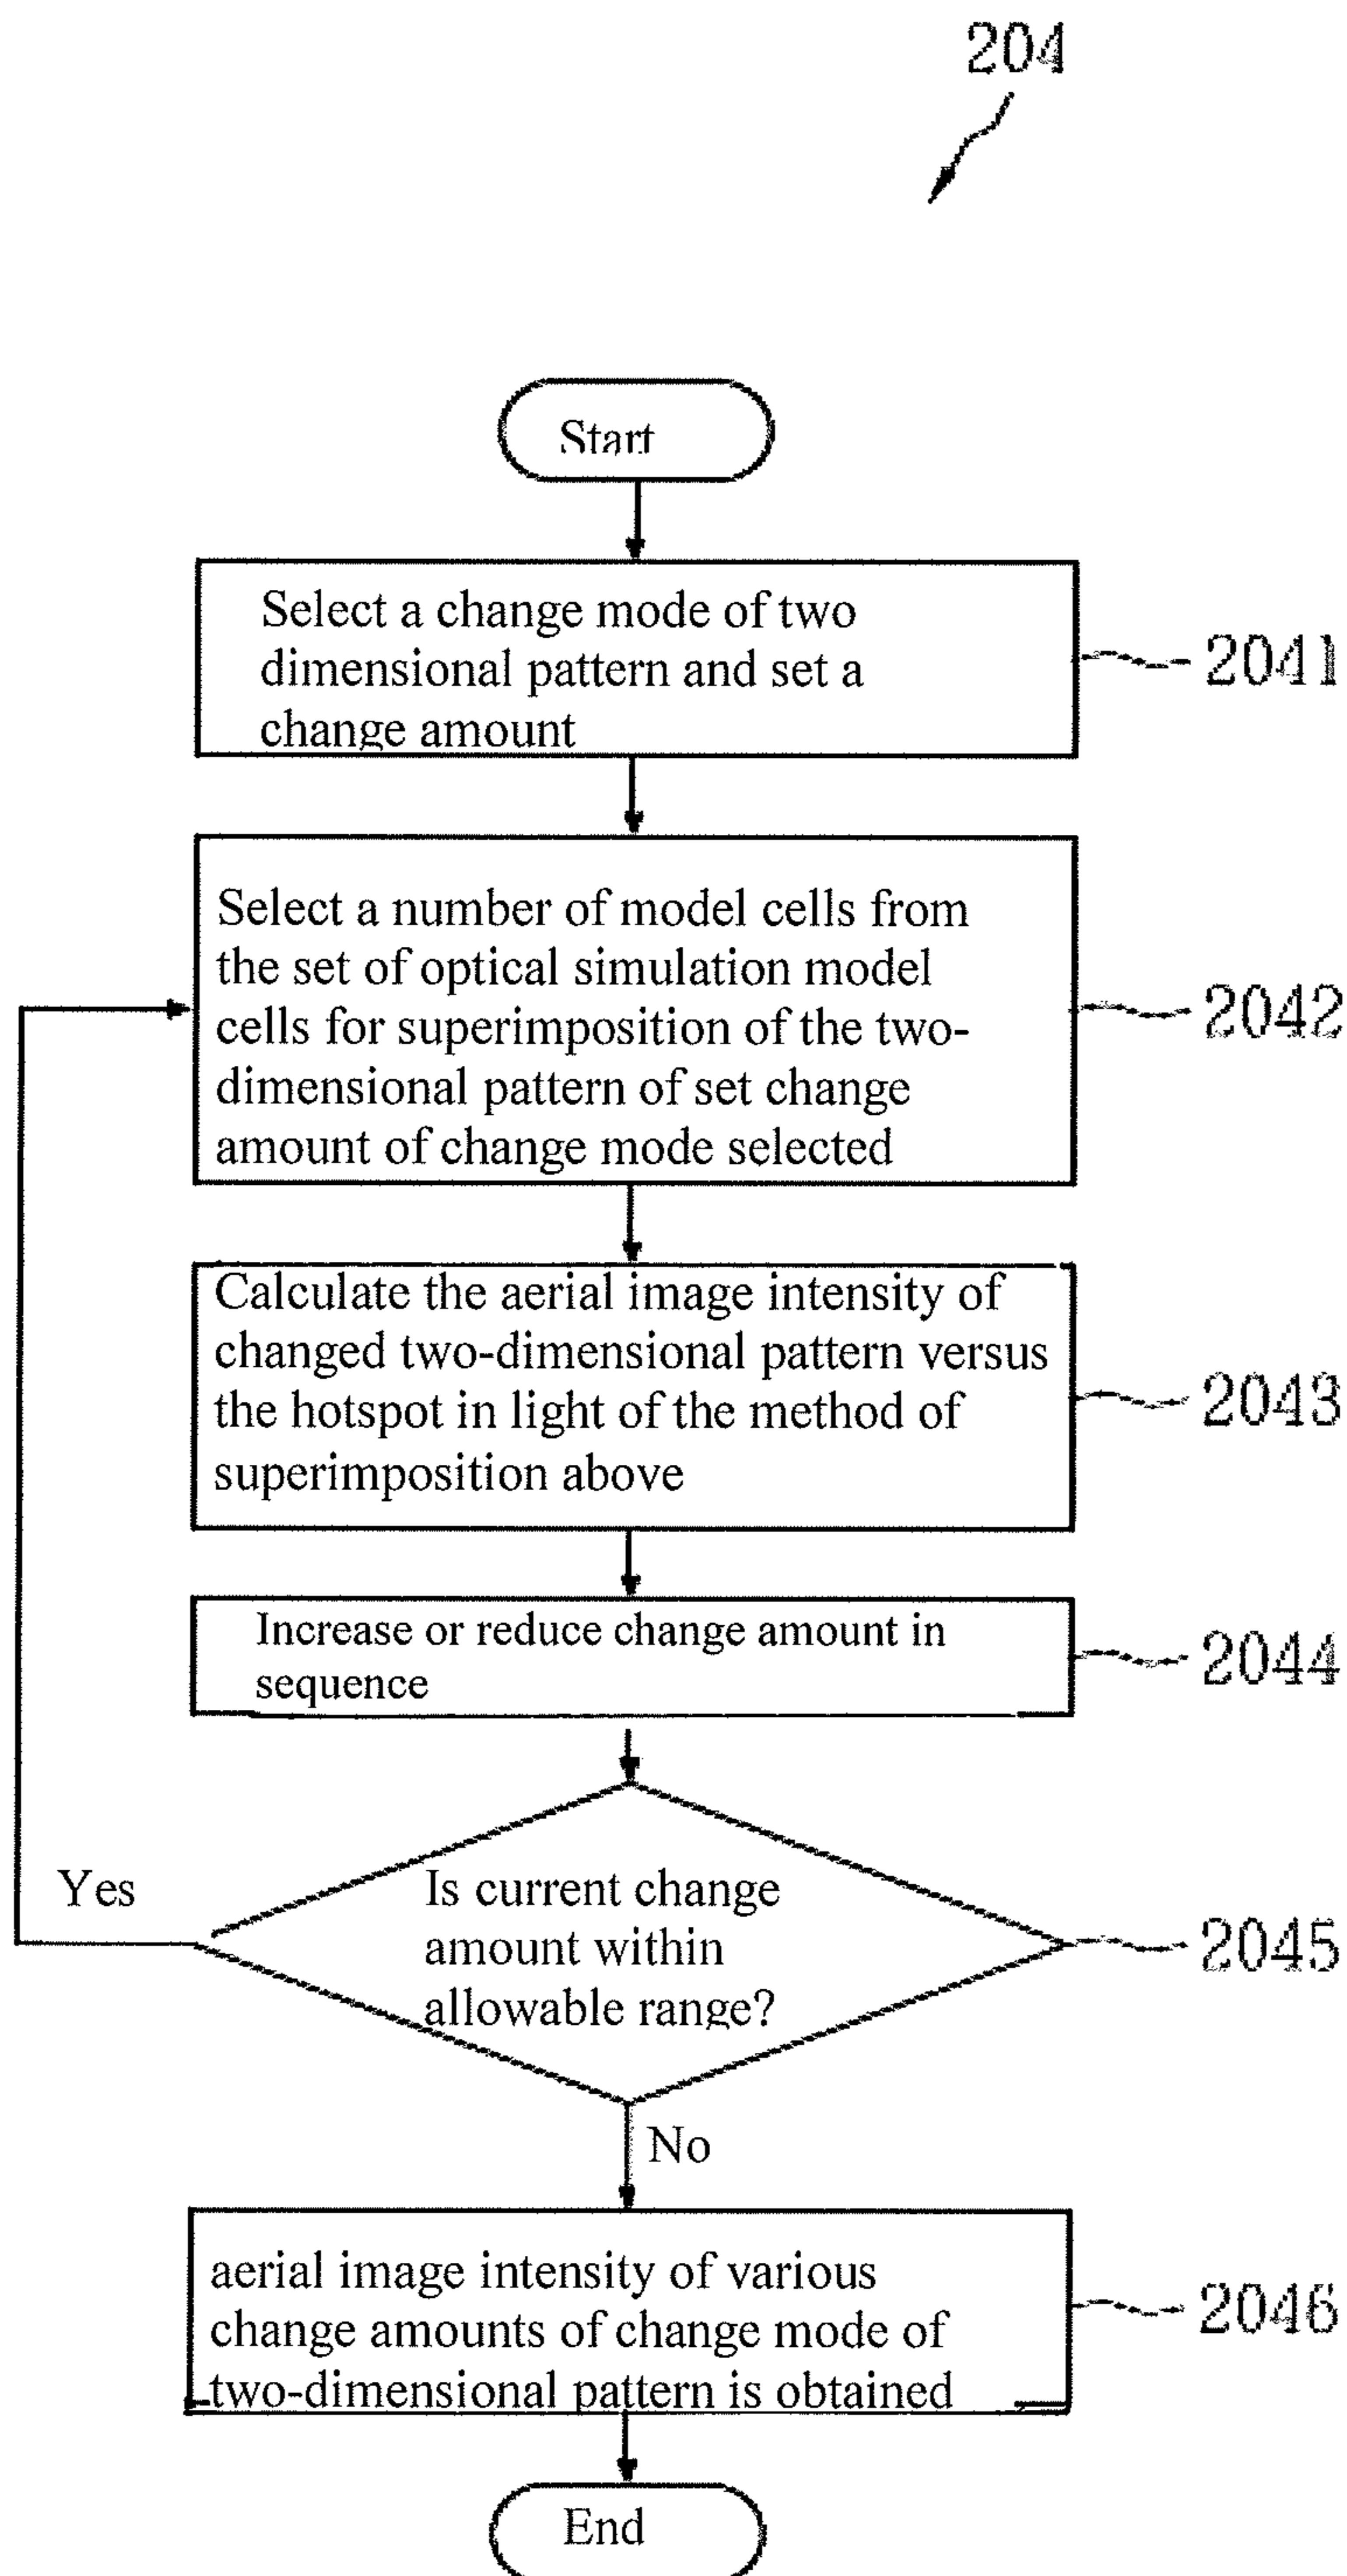 204
Start
Select a change mode of two
dimensional pattern and set a
change amount
2041
Select a number of model cells from
the set of optical simulation model
cells for superimposition of the two-
dimensional pattern of set change
amount of change mode selected
2042
Calculate the aerial image intensity of
changed two-dimensional pattern versus
the hotspot in light of the method of
superimposition above
2043
Increase or reduce change amount in
sequence
2044
Yes
Is current change
amount within
allowable range?
2045
No
aerial image intensity of various
change amounts of change mode of
two-dimensional pattern is obtained
2046
End